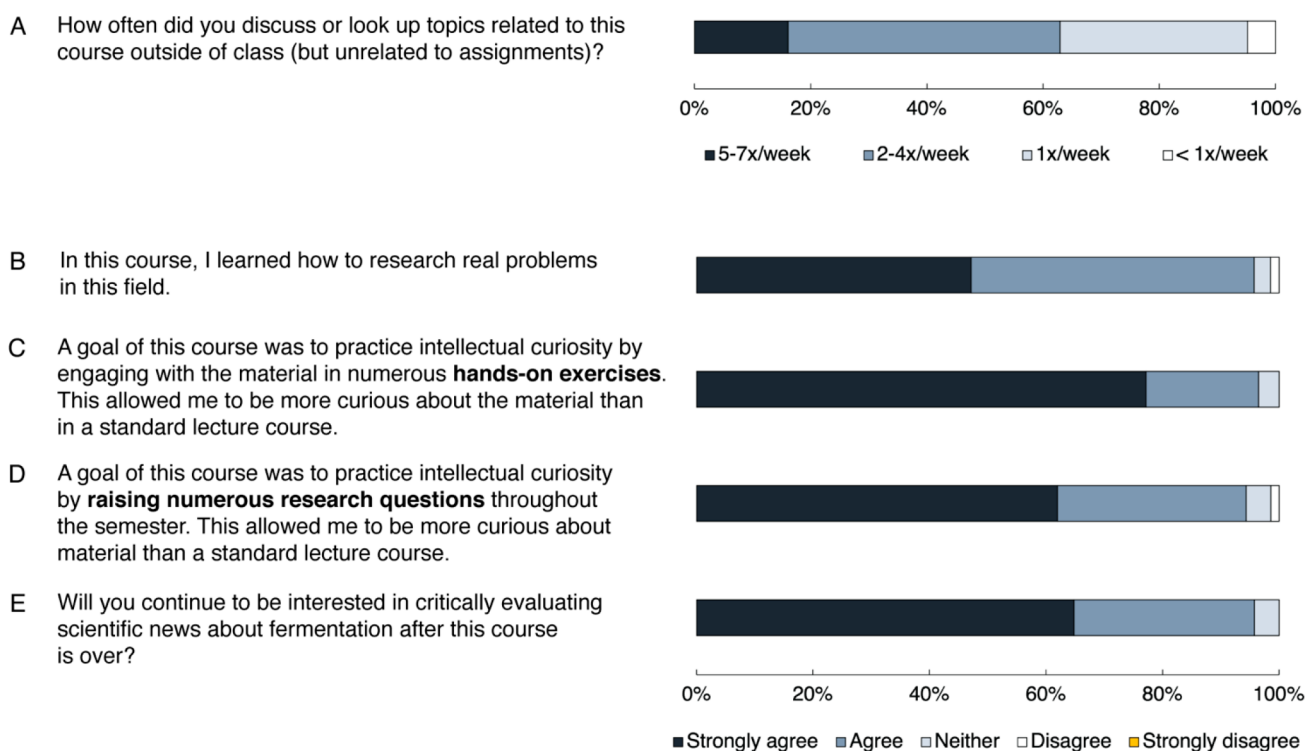 A How often did you discuss or look up topics related to this
course outside of class (but unrelated to assignments)?
0% 20% 40% 60% 80% 100%
5-7x/week 2-4x/week 1x/week < 1x/week
B In this course, I learned how to research real problems
in this field.
C A goal of this course was to practice intellectual curiosity by
engaging with the material in numerous hands-on exercises.
This allowed me to be more curious about the material than
in a standard lecture course.
D A goal of this course was to practice intellectual curiosity
by raising numerous research questions throughout
the semester. This allowed me to be more curious about
material than a standard lecture course.
E Will you continue to be interested in critically evaluating
scientific news about fermentation after this course
is over?
0% 20% 40% 60% 80% 100%
Strongly agree Agree Neither Disagree Strongly disagree